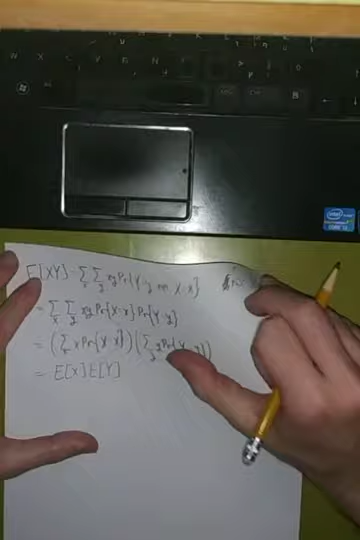 E[XY] = ∑x ∑y xy Pr{Y=y and X=x}
= ∑x ∑y xy Pr{X=x} Pr{Y=y}
= (∑x x Pr{X=x}) (∑y y Pr{Y=y})
= E[X]E[Y]